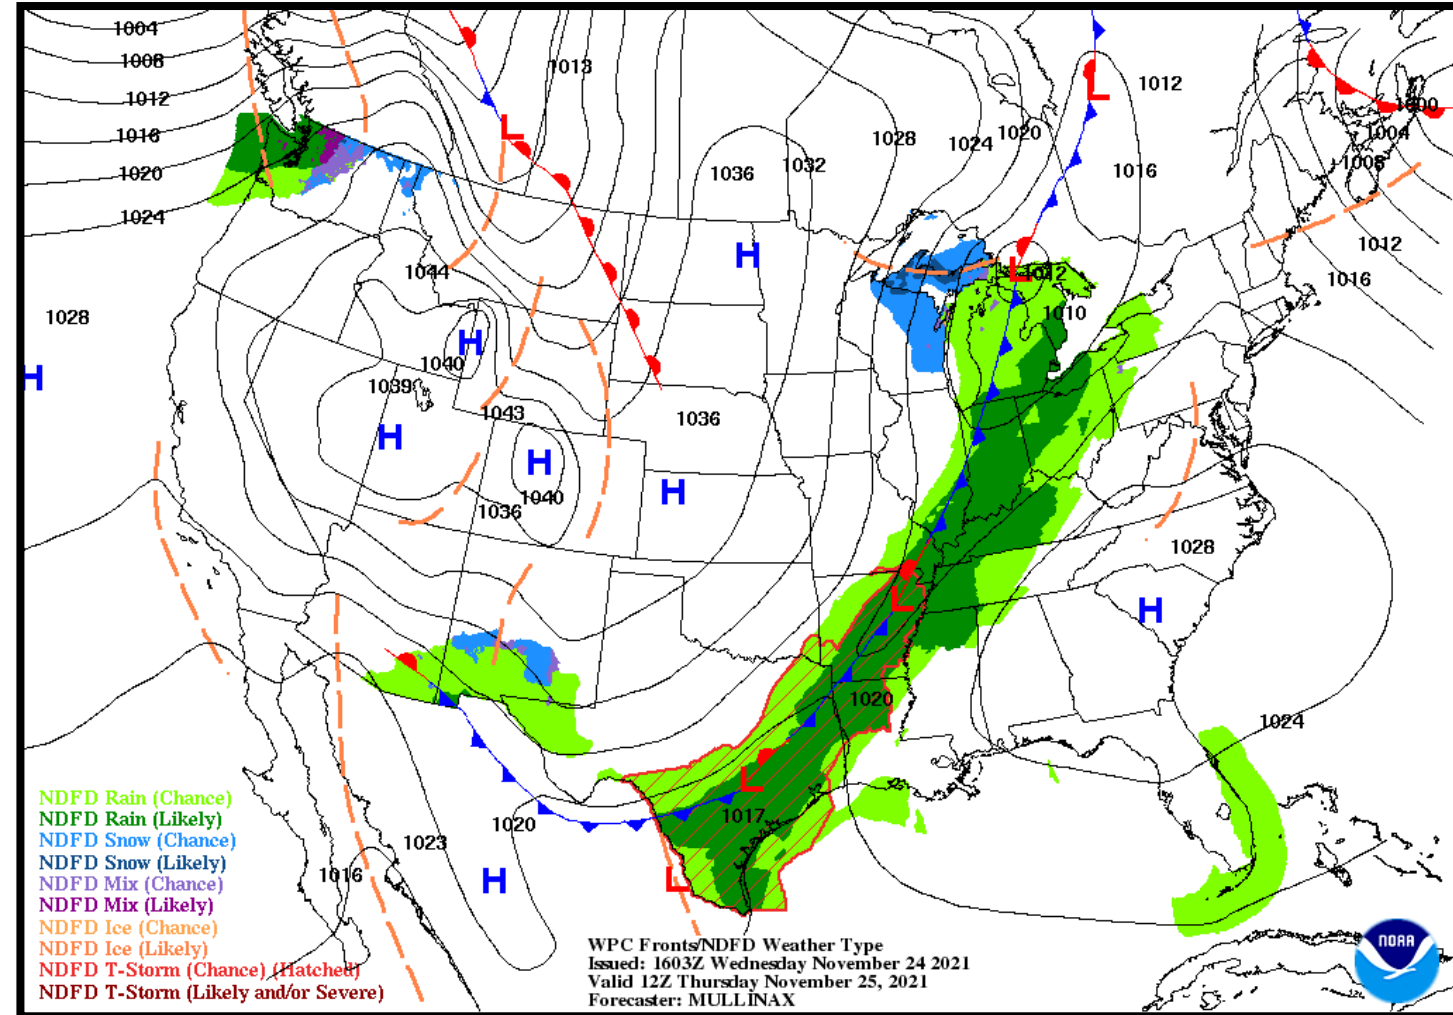 1004
1008
1012
1016
1020
1024
1028
H
1013
L
1036
1032
1028
1024
1020
L
1012
1016
1000
1004
1008
1012
1016
H
1044
H
1040
1039
1043
H
H
1040
1036
1036
H
L
1012
1010
L
1028
H
1020
1024
L
1017
L
1020
1023
H
1016
NDFD Rain (Chance)
NDFD Rain (Likely)
NDFD Snow (Chance)
NDFD Snow (Likely)
NDFD Mix (Chance)
NDFD Mix (Likely)
NDFD Ice (Chance)
NDFD Ice (Likely)
NDFD T-Storm (Chance) (Hatched)
NDFD T-Storm (Likely and/or Severe)
WPC Fronts/NDFD Weather Type
Issued: 1603Z Wednesday November 24 2021
Valid 12Z Thursday November 25, 2021
Forecaster: MULLINAX
NOAA